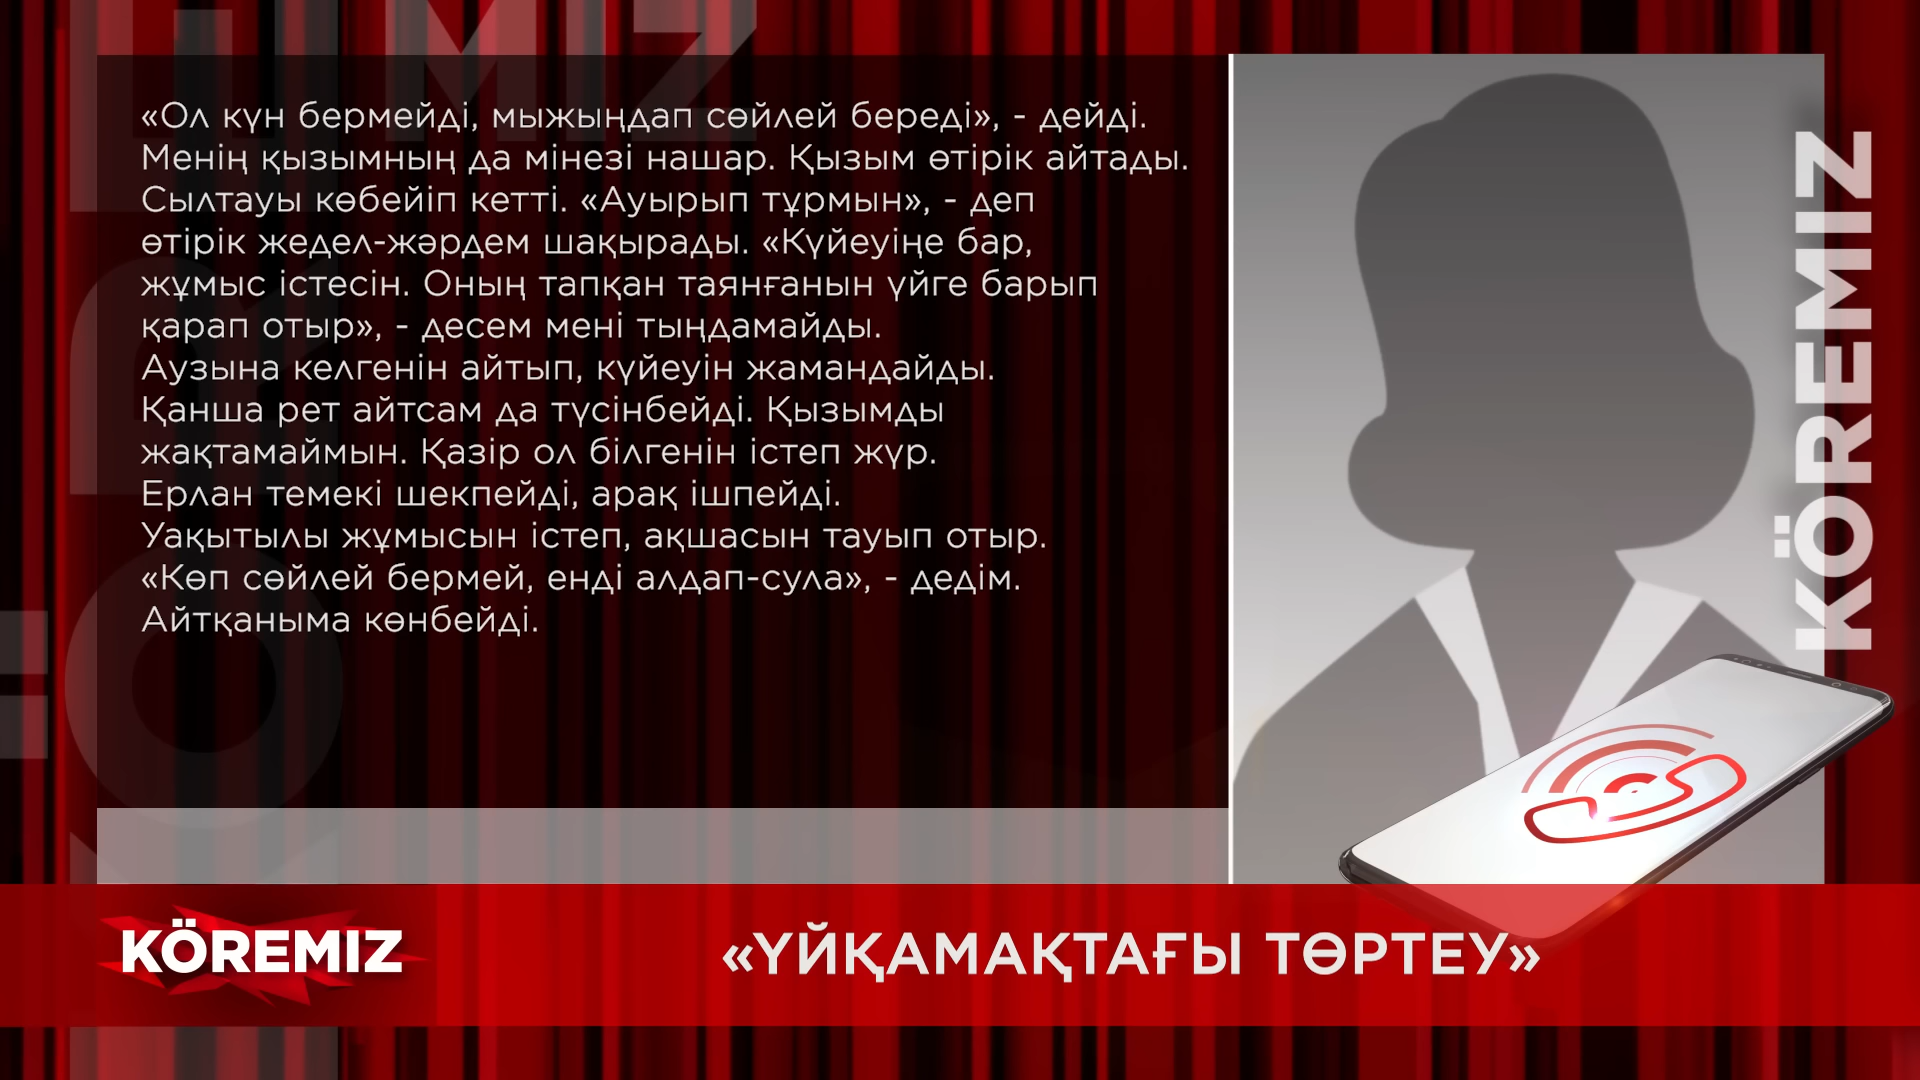 «Ол күн бермейді, мыжыңдап сөйлей береді», - дейді.
Менің қызымның да мінезі нашар. Қызым өтірік айтады.
Сылтауы көбейіп кетті. «Ауырып тұрмын», - деп
өтірік жедел-жәрдем шақырады. «Күйеуіңе бар,
жұмыс істесін. Оның тапқан таянғанын үйге барып
қарап отыр», - десем мені тыңдамайды.
Аузына келгенін айтып, күйеуін жамандайды.
Қанша рет айтсам да түсінбейді. Қызымды
жақтамаймын. Қазір ол білгенін істеп жүр.
Ерлан темекі шекпейді, арақ ішпейді.
Уақытылы жұмысын істеп, ақшасын тауып отыр.
«Көп сөйлей бермей, енді алдап-сула», - дедім.
Айтқаныма көнбейді.
KÖREMIZ
KÖREMIZ
«ҮЙҚАМАҚТАҒЫ ТӨРТЕУ»